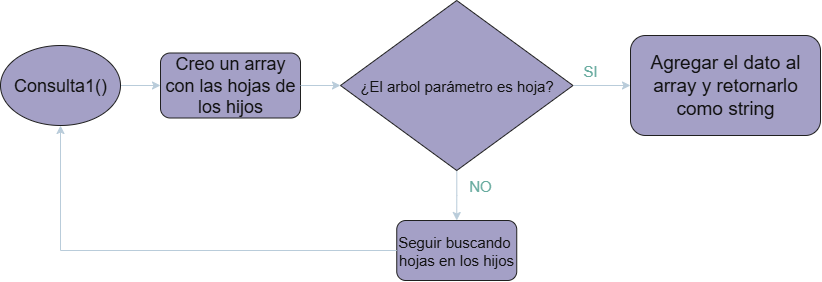 Consulta1()
Creo un array
con las hojas de
los hijos
¿El arbol parámetro es hoja?
SI
Agregar el dato al
array y retornarlo
como string
NO
Seguir buscando
hojas en los hijos